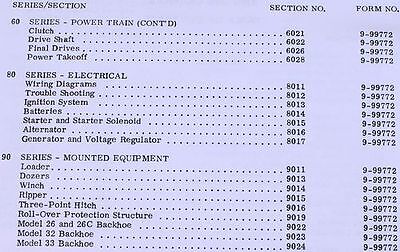 SERIES/SECTION SECTION NO. FORM NO.
60 SERIES - POWER TRAIN (CONT'D)
Clutch 6021 9-99772
Drive Shaft 6022 9-99772
Final Drives 6026 9-99772
Power Takeoff 6028 9-99772
80 SERIES - ELECTRICAL
Wiring Diagrams 8011 9-99772
Trouble Shooting 8012 9-99772
Ignition System 8013 9-99772
Batteries 8014 9-99772
Starter and Starter Solenoid 8015 9-99772
Alternator 8016 9-99772
Generator and Voltage Regulator 8017 9-99772
90 SERIES - MOUNTED EQUIPMENT
Loader 9011 9-99772
Dozers 9013 9-99772
Winch 9014 9-99772
Ripper 9015 9-99772
Three-Point Hitch 9016 9-99772
Roll-Over Protection Structure 9019 9-99772
Model 26 and 26C Backhoe 9022 9-99772
Model 32 Backhoe 9023 9-99772
Model 33 Backhoe 9024 9-99772